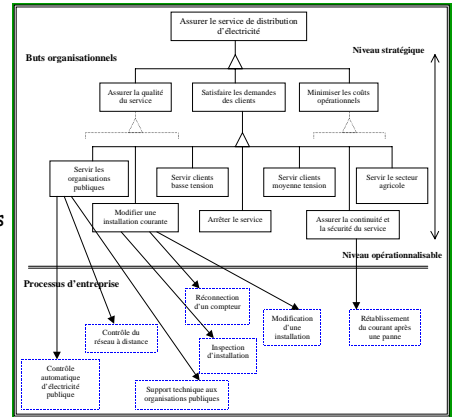 Assurer le service de distribution
d'électricité
Niveau stratégique
Buts organisationnels
Assurer la qualité
du service
Satisfaire les demandes
des clients
Minimiser les coûts
opérationnels
Servir les
organisations
publiques
Servir clients
basse tension
Servir clients
moyenne tension
Servir le secteur
agricole
Modifier une
installation courante
Arrêter le service
Assurer la continuité et
la sécurité du service
Niveau opérationnalisable
Processus d'entreprise
Réconnection
d'un compteur
Contrôle du
réseau à distance
Modification
d'une
installation
Rétablissement
du courant après
une panne
Inspection
d'installation
Contrôle
automatique
d'électricité
publique
Support technique aux
organisations publiques
s